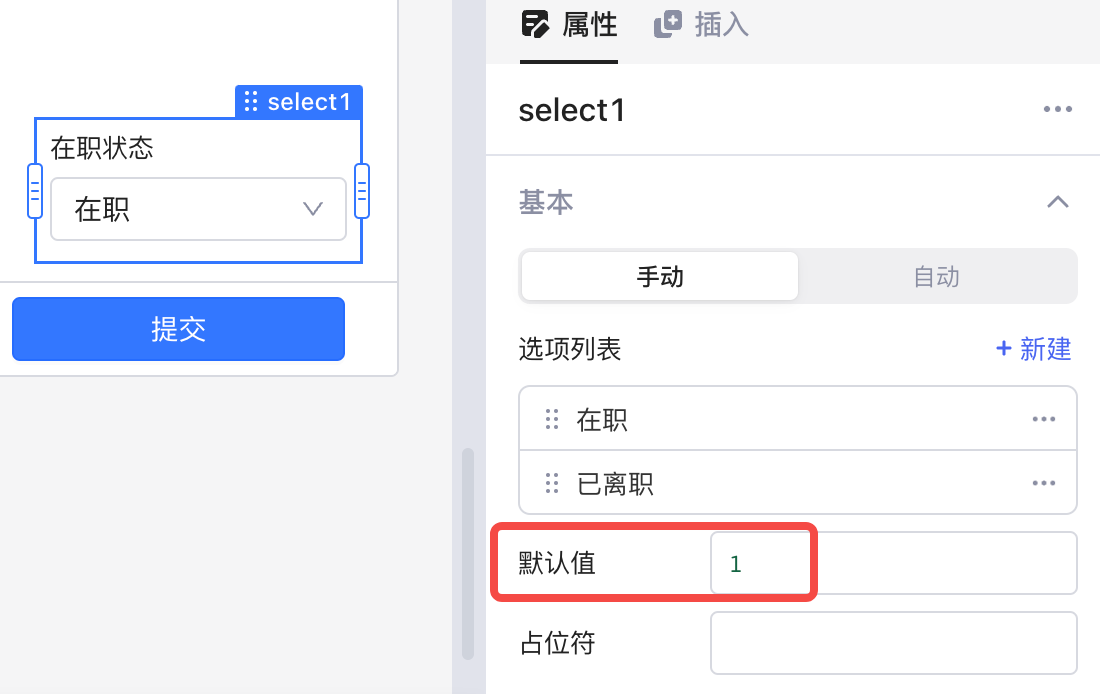 select1
在职状态
在职
提交
属性
插入
select1
基本
手动
自动
选项列表
+ 新建
在职
已离职
默认值
1
占位符